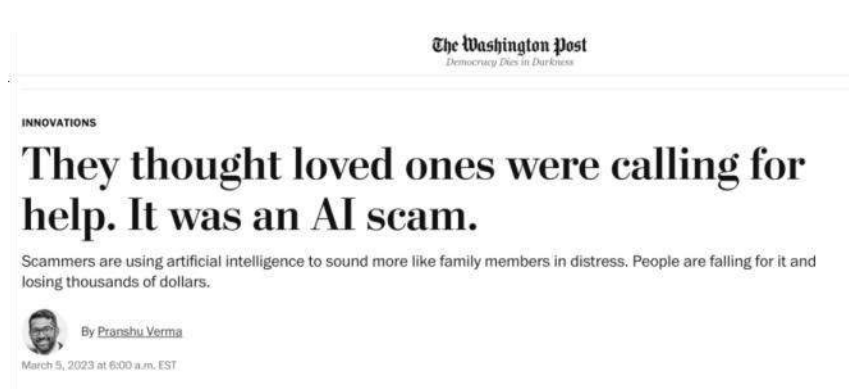 The Washington Post
Democracy Dies in Darkness
INNOVATIONS
They thought loved ones were calling for
help. It was an AI scam.
Scammers are using artificial intelligence to sound more like family members in distress. People are falling for it and
losing thousands of dollars.
By Pranshu Verma
March 5, 2023 at 6:00 a.m. EST